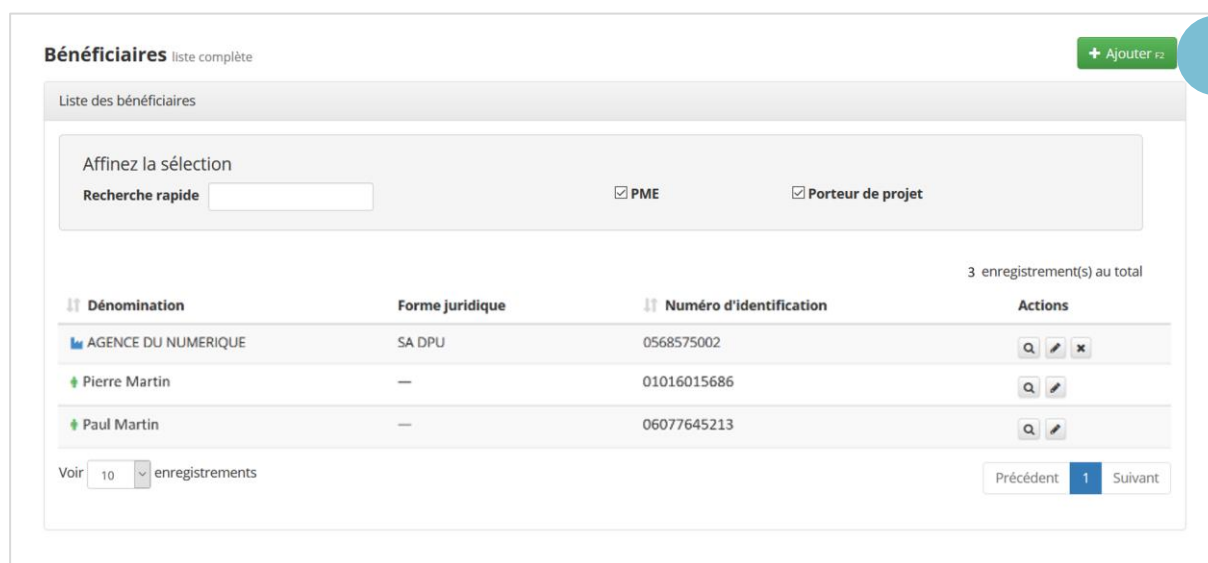 Bénéficiaires liste complète
+ Ajouter F2
Liste des bénéficiaires
Affinez la sélection
Recherche rapide PME Porteur de projet
3 enregistrement(s) au total
Dénomination Forme juridique Numéro d'identification Actions
AGENCE DU NUMERIQUE SA DPU 0568575002
Pierre Martin — 01016015686
Paul Martin — 06077645213
Voir 10 enregistrements Précédent 1 Suivant